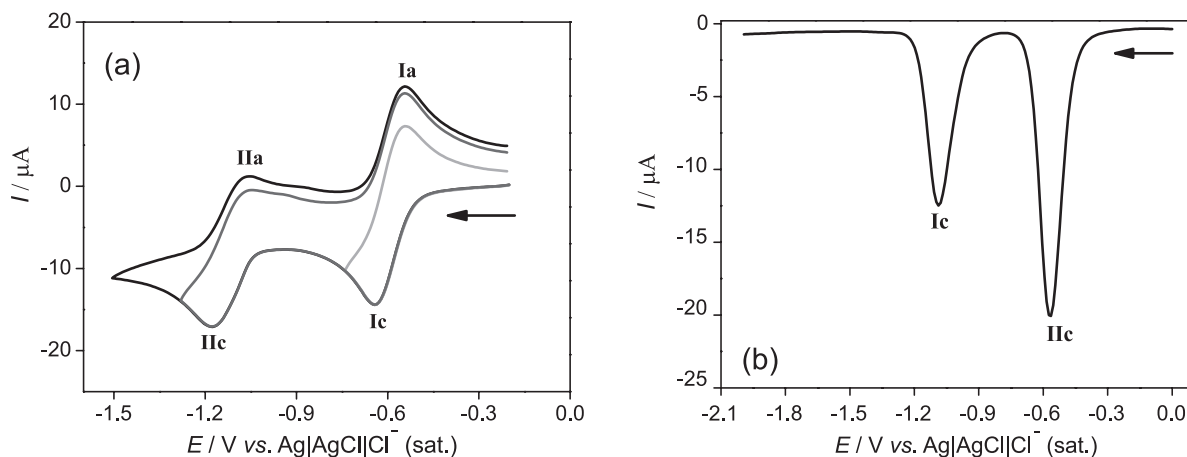 (a)
20
10
0
-10
-20
I / µA
Ia
IIa
Ic
IIc
-1.5 -1.2 -0.9 -0.6 -0.3 0.0
E / V vs. Ag|AgCl|Cl⁻ (sat.)
0
-5
-10
-15
-20
-25
I / µA
Ic
IIc
(b)
-2.1 -1.8 -1.5 -1.2 -0.9 -0.6 -0.3 0.0
E / V vs. Ag|AgCl|Cl⁻ (sat.)